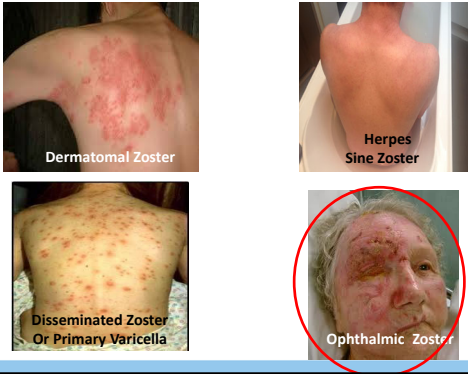 Dermatomal Zoster
Herpes
Sine Zoster
Disseminated Zoster
Or Primary Varicella
Ophthalmic Zoster